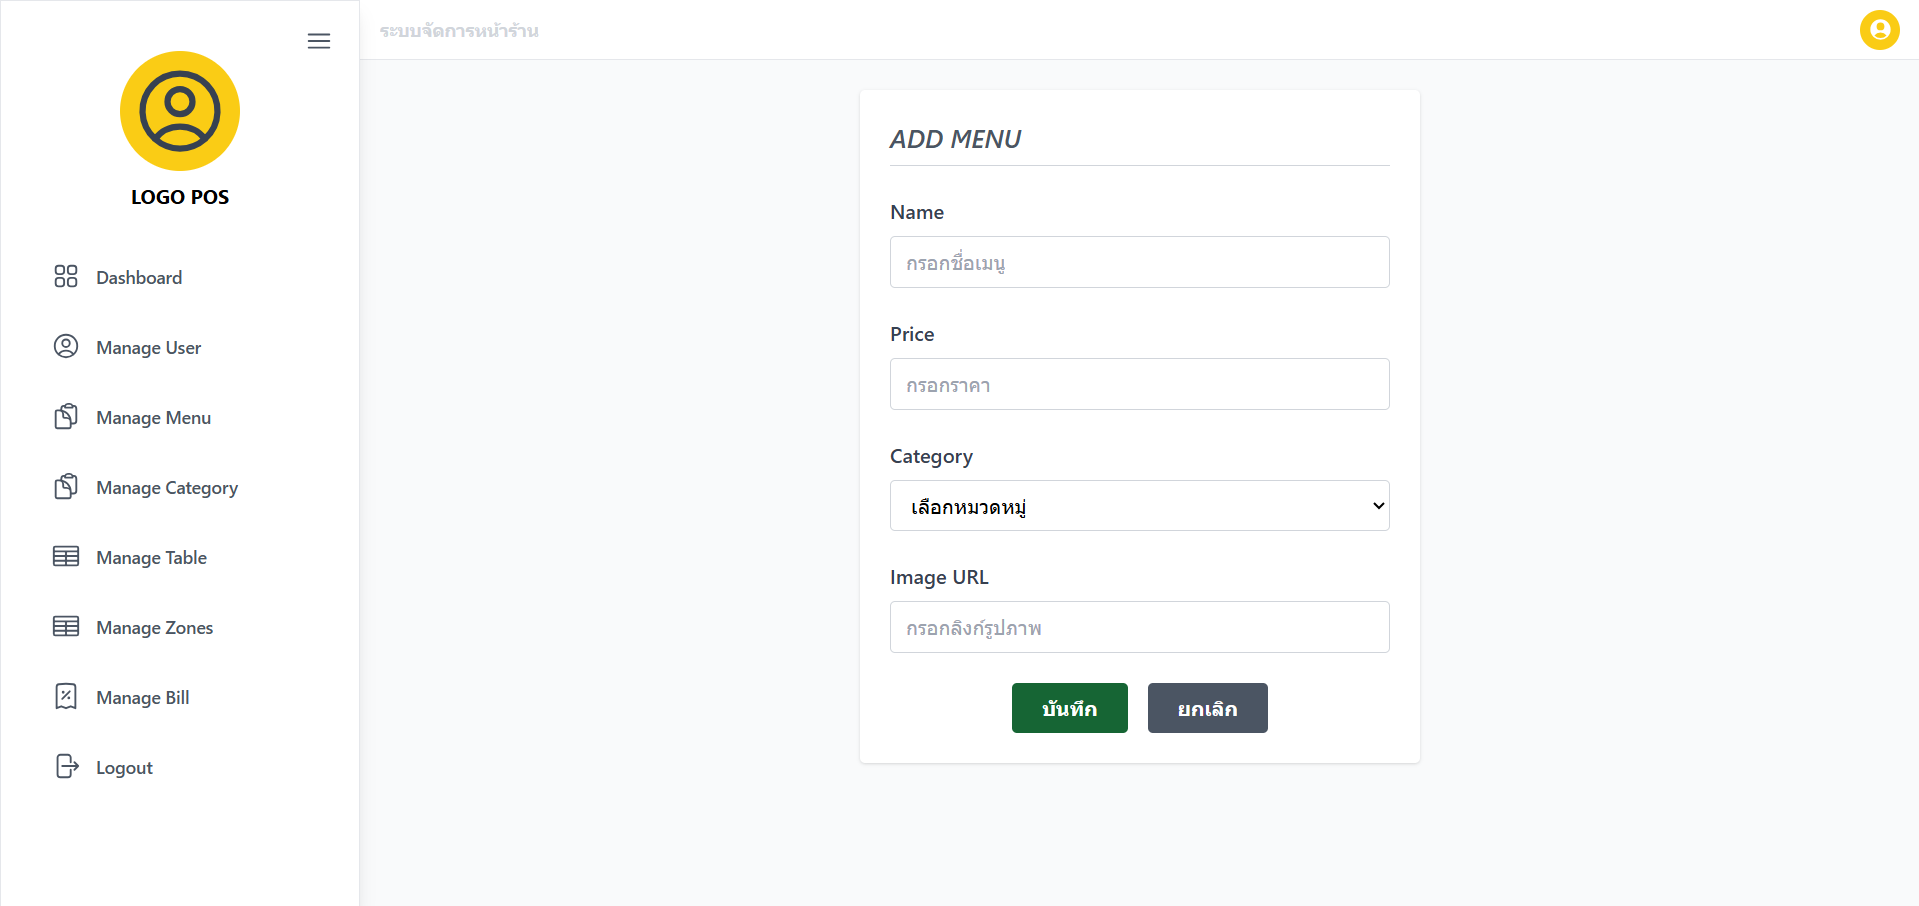 ระบบจัดการหน้าร้าน
LOGO POS
Dashboard
Manage User
Manage Menu
Manage Category
Manage Table
Manage Zones
Manage Bill
Logout
ADD MENU
Name
กรอกชื่อเมนู
Price
กรอกราคา
Category
เลือกหมวดหมู่
Image URL
กรอกลิงก์รูปภาพ
บันทึก
ยกเลิก